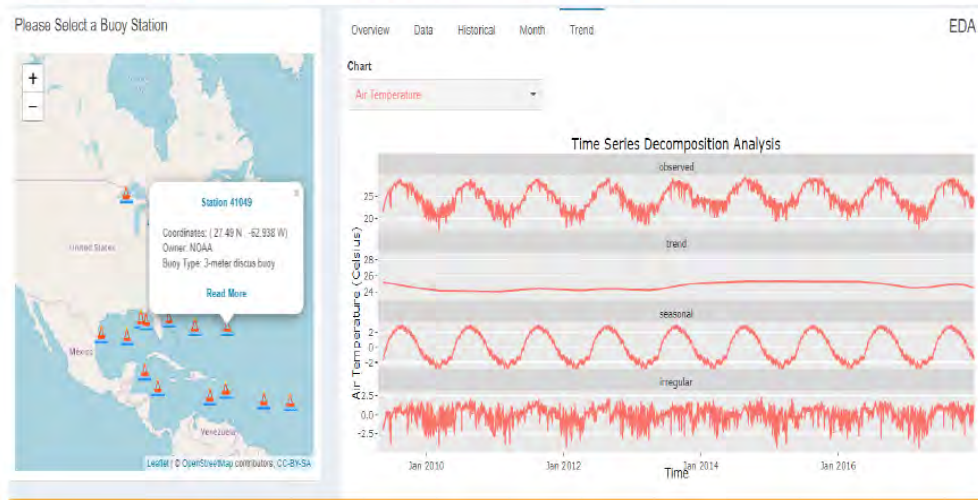 Please Select a Buoy Station
+
−
Station 41049
×
Coordinates: ( 27.49 N , -62.938 W)
Owner: NOAA
Buoy Type: 3-meter discus buoy
Read More
United States
México
Venezuela
Leaflet | © OpenStreetMap contributors, CC-BY-SA
Overview Data Historical Month Trend
EDA
Chart
Air Temperature
Time Series Decomposition Analysis
observed
25-
20-
trend
28-
26-
24-
seasonal
2-
0-
-2-
irregular
2.5-
0.0-
-2.5-
Air Temperature (Celsius)
Jan 2010 Jan 2012 Jan 2014 Jan 2016
Time